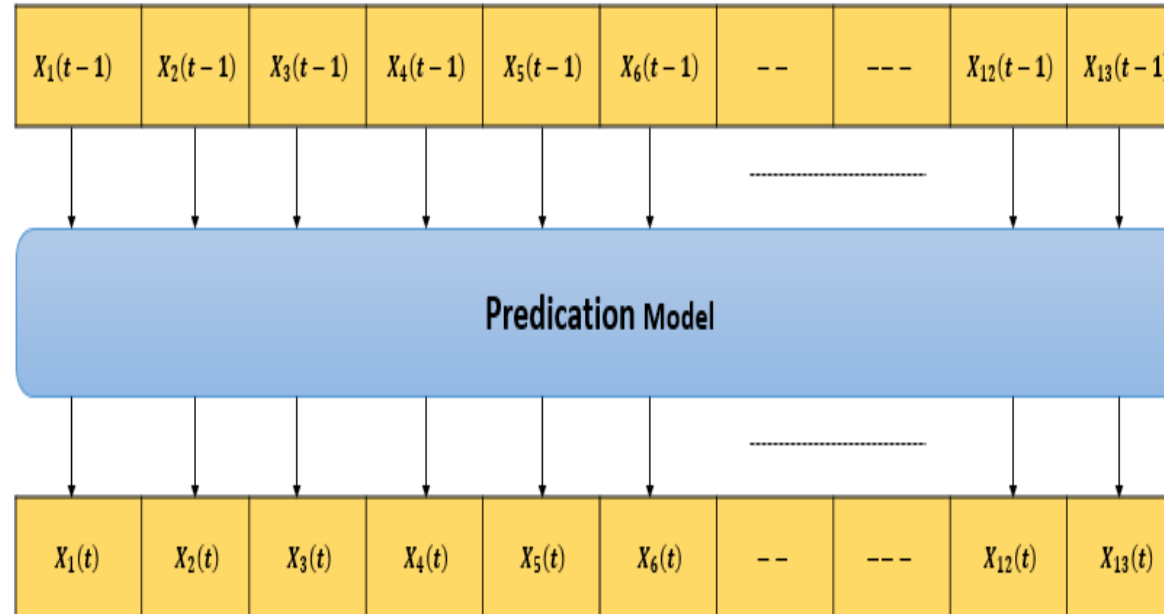 X₁(t − 1) X₂(t − 1) X₃(t − 1) X₄(t − 1) X₅(t − 1) X₆(t − 1) − − − − − X₁₂(t − 1) X₁₃(t − 1)
Predication Model
X₁(t) X₂(t) X₃(t) X₄(t) X₅(t) X₆(t) − − − − − X₁₂(t) X₁₃(t)